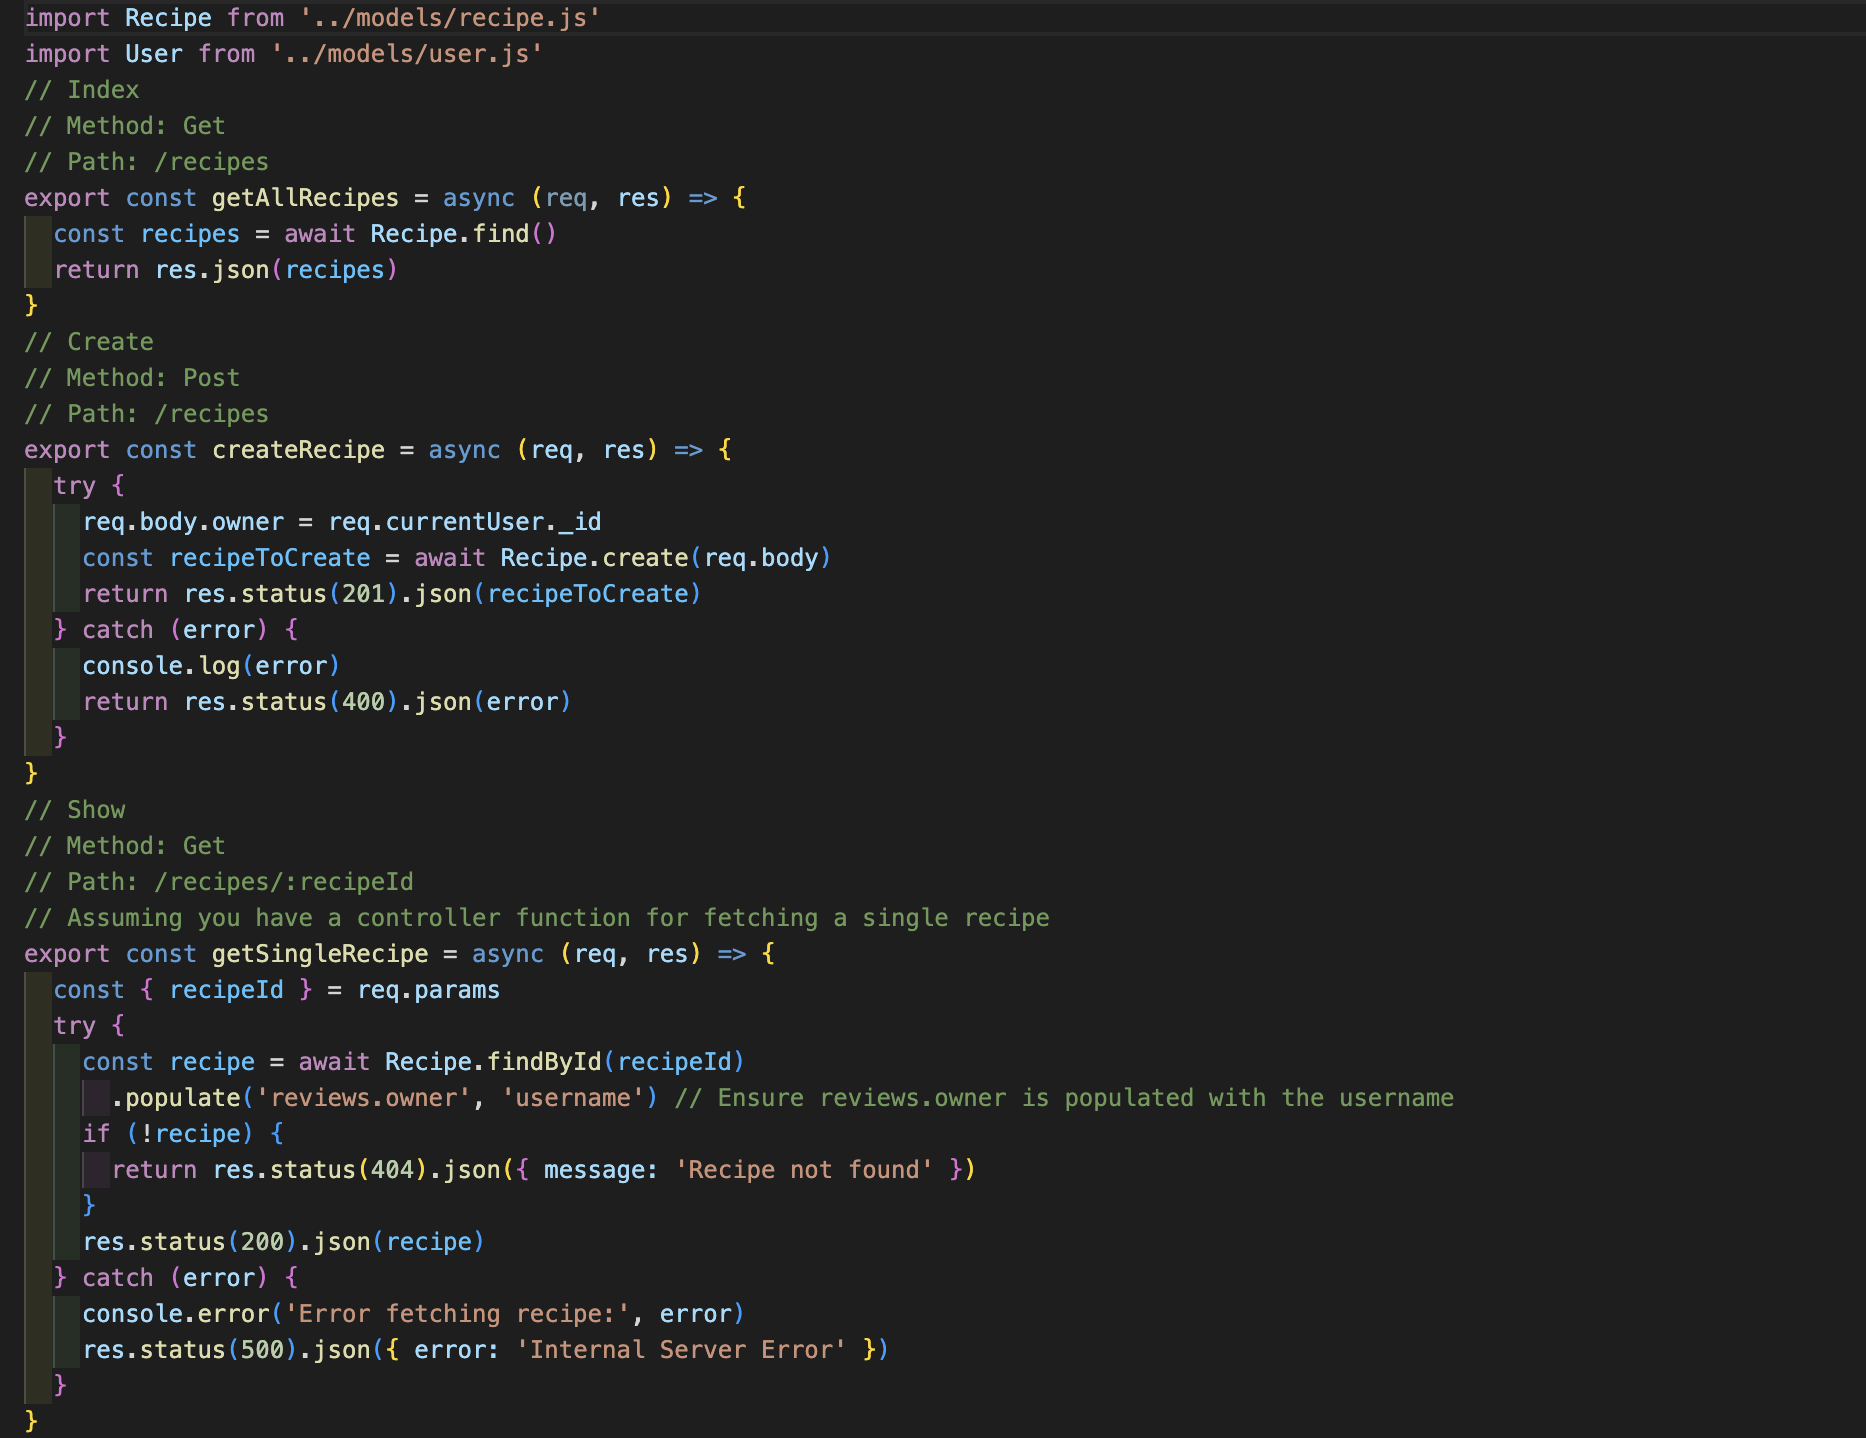 import Recipe from '../models/recipe.js'
import User from '../models/user.js'
// Index
// Method: Get
// Path: /recipes
export const getAllRecipes = async (req, res) => {
  const recipes = await Recipe.find()
  return res.json(recipes)
}
// Create
// Method: Post
// Path: /recipes
export const createRecipe = async (req, res) => {
  try {
    req.body.owner = req.currentUser._id
    const recipeToCreate = await Recipe.create(req.body)
    return res.status(201).json(recipeToCreate)
  } catch (error) {
    console.log(error)
    return res.status(400).json(error)
  }
}
// Show
// Method: Get
// Path: /recipes/:recipeId
// Assuming you have a controller function for fetching a single recipe
export const getSingleRecipe = async (req, res) => {
  const { recipeId } = req.params
  try {
    const recipe = await Recipe.findById(recipeId)
      .populate('reviews.owner', 'username') // Ensure reviews.owner is populated with the username
    if (!recipe) {
      return res.status(404).json({ message: 'Recipe not found' })
    }
    res.status(200).json(recipe)
  } catch (error) {
    console.error('Error fetching recipe:', error)
    res.status(500).json({ error: 'Internal Server Error' })
  }
}